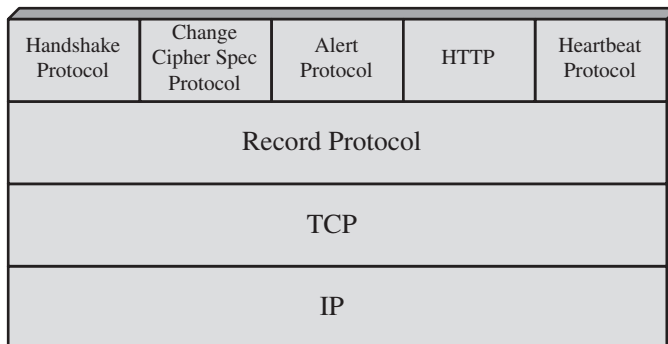 Handshake
Protocol
Change
Cipher Spec
Protocol
Alert
Protocol
HTTP
Heartbeat
Protocol
Record Protocol
TCP
IP